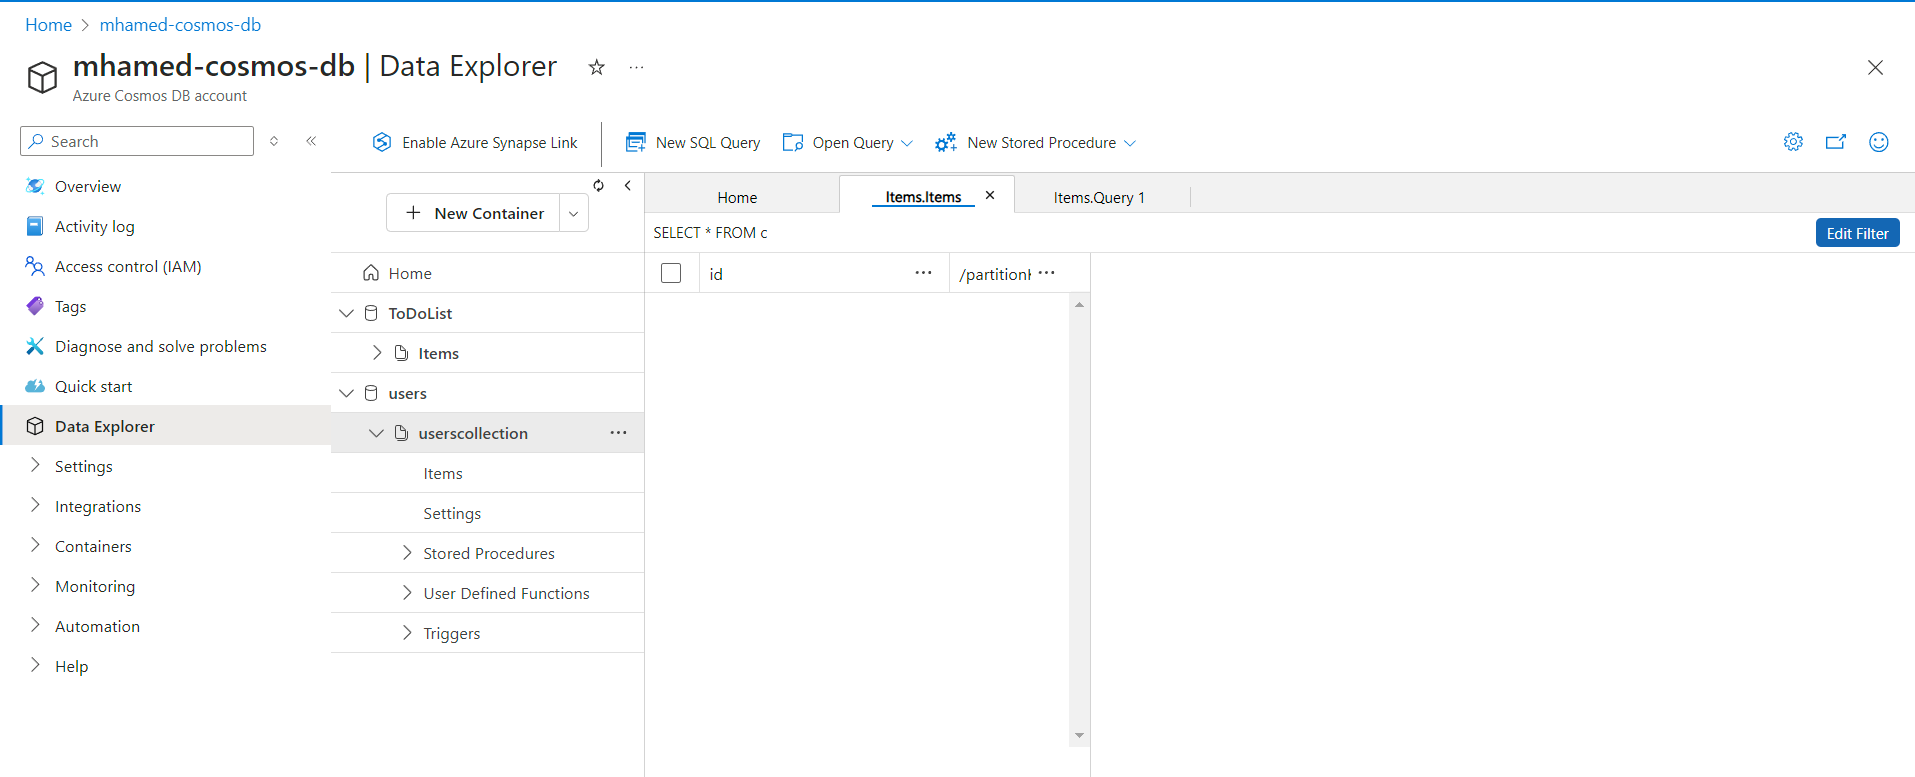 Home > mhamed-cosmos-db
mhamed-cosmos-db | Data Explorer
Azure Cosmos DB account
Search
Overview
Activity log
Access control (IAM)
Tags
Diagnose and solve problems
Quick start
Data Explorer
Settings
Integrations
Containers
Monitoring
Automation
Help
Enable Azure Synapse Link
New SQL Query
Open Query
New Stored Procedure
New Container
Home
ToDoList
Items
users
userscollection
Items
Settings
Stored Procedures
User Defined Functions
Triggers
Home
Items.Items
Items.Query 1
SELECT * FROM c
Edit Filter
id
/partition